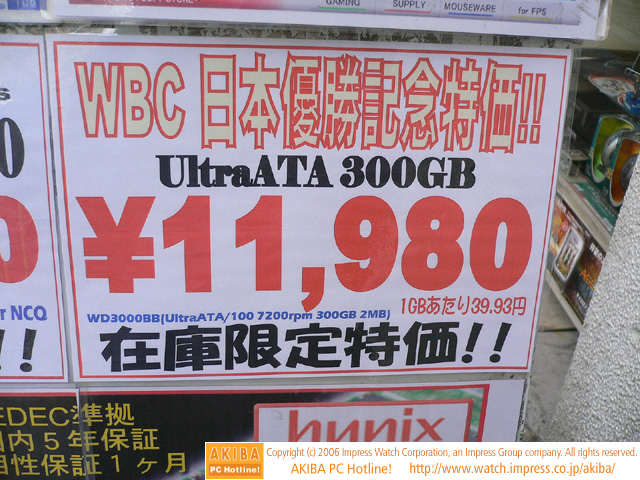 GAMING
SUPPLY
MOUSEWARE
for FPS
WBC 日本優勝記念特価!!
UltraATA 300GB
¥11,980
1GBあたり39.93円
WD3000BB(UltraATA/100 7200rpm 300GB 2MB)
在庫限定特価!!
r NCQ
!!
EDEC準拠
内5年保証
相性保証1ヶ月
hynix
AKIBA
PC Hotline!
Copyright (c) 2006 Impress Watch Corporation, an Impress Group company. All rights reserved.
AKIBA PC Hotline! http://www.watch.impress.co.jp/akiba/